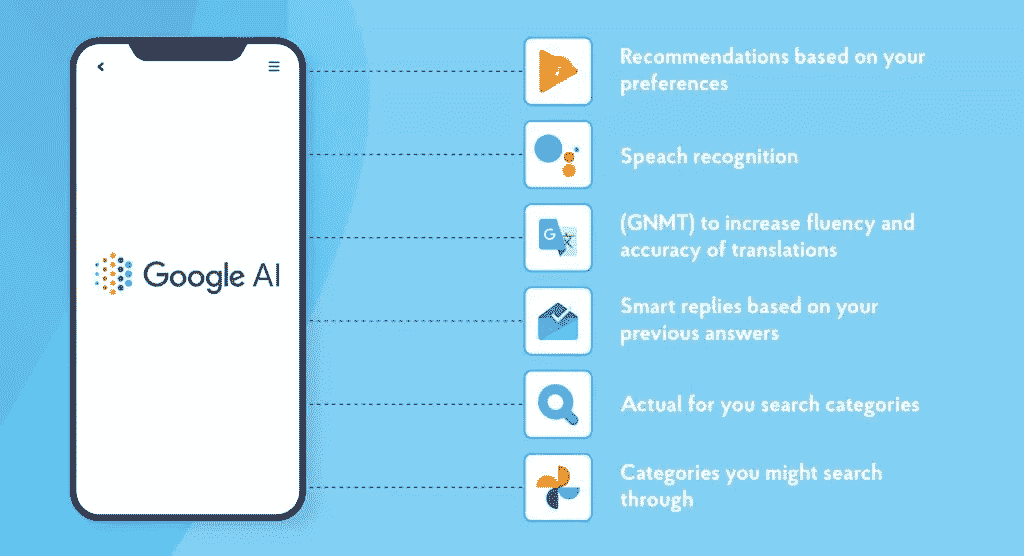 Google AI
Recommendations based on your
preferences
Speach recognition
G
(GNMT) to increase fluency and
accuracy of translations
Smart replies based on your
previous answers
Actual for you search categories
Categories you might search
through